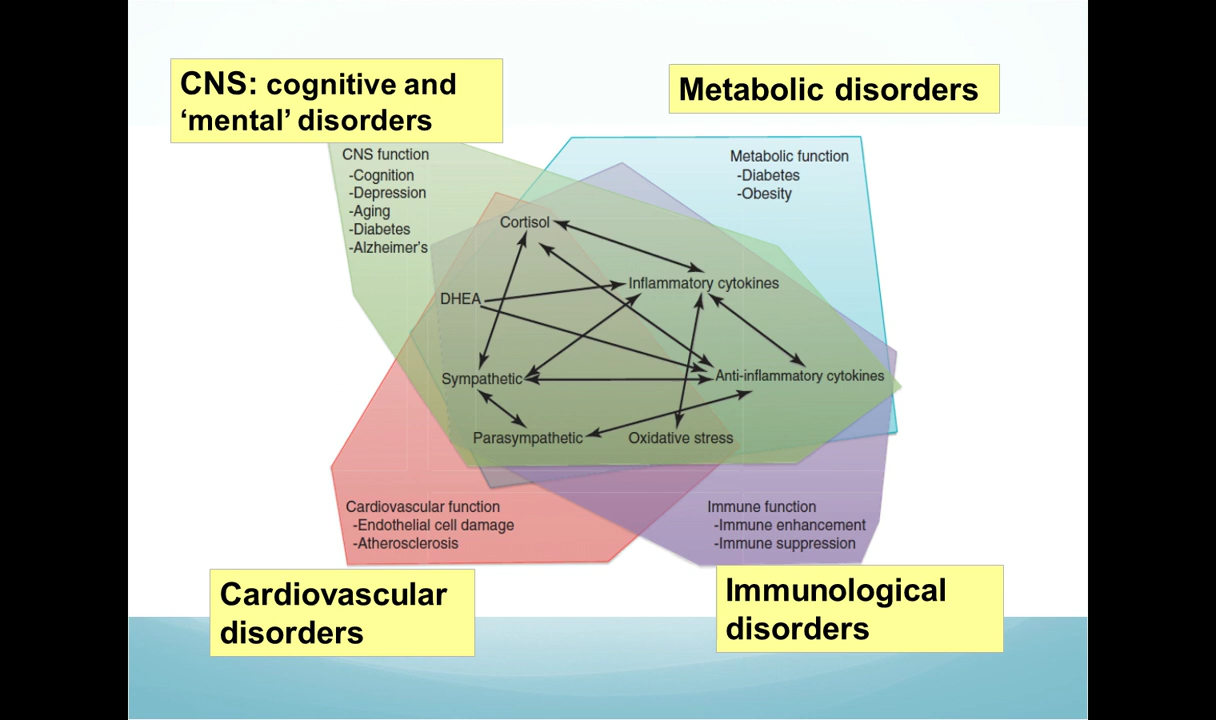 CNS: cognitive and
‘mental’ disorders
Metabolic disorders
CNS function
-Cognition
-Depression
-Aging
-Diabetes
-Alzheimer’s
Metabolic function
-Diabetes
-Obesity
Cortisol
Inflammatory cytokines
DHEA
Sympathetic
Anti-inflammatory cytokines
Parasympathetic
Oxidative stress
Cardiovascular function
-Endothelial cell damage
-Atherosclerosis
Immune function
-Immune enhancement
-Immune suppression
Cardiovascular
disorders
Immunological
disorders